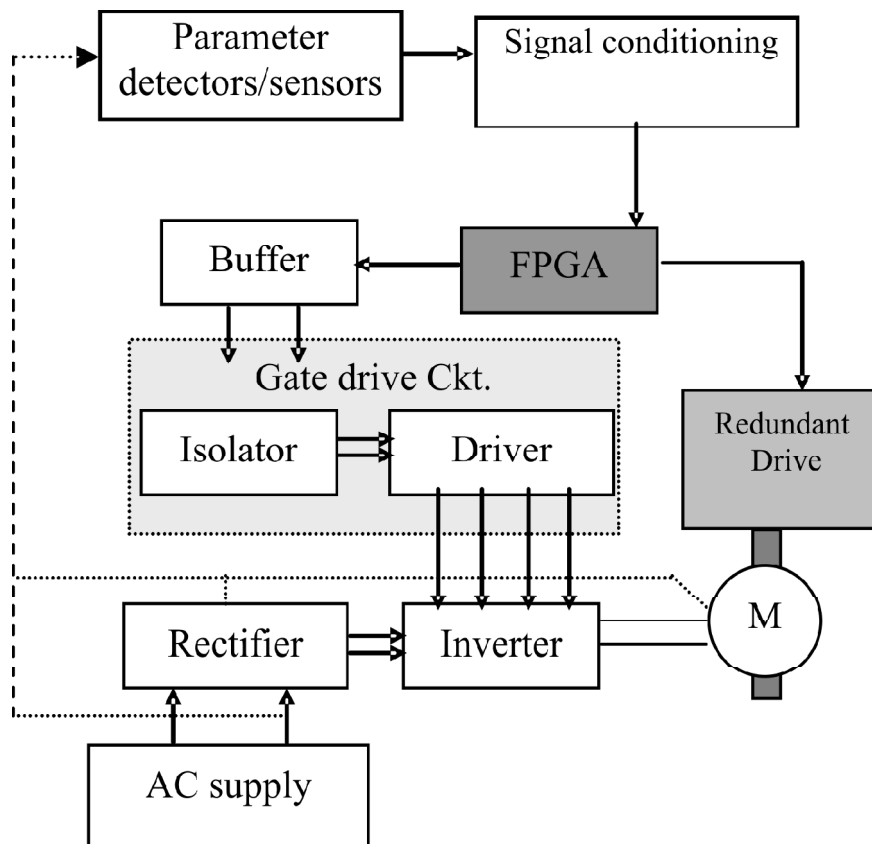 Parameter
detectors/sensors
Signal conditioning
Buffer
FPGA
Gate drive Ckt.
Isolator
Driver
Redundant
Drive
Rectifier
Inverter
M
AC supply